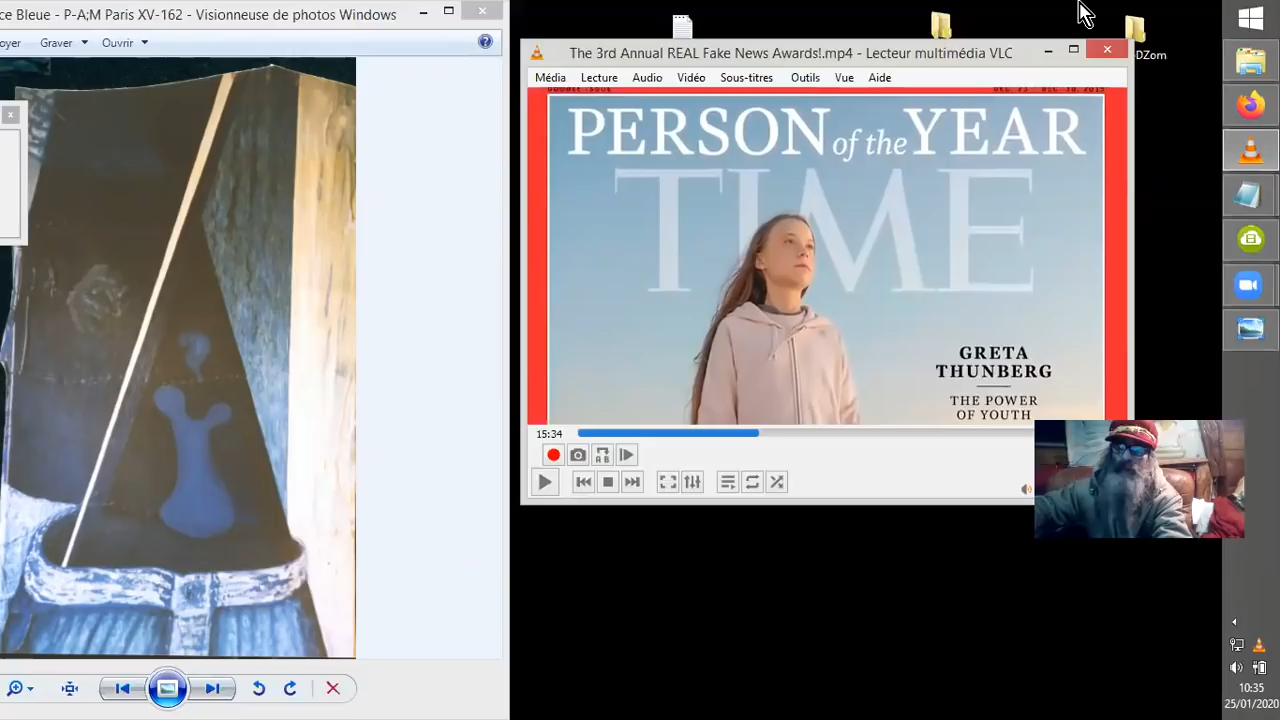 ce Bleue - P-A;M Paris XV-162 - Visionneuse de photos Windows
oyer Graver Ouvrir
The 3rd Annual REAL Fake News Awards!.mp4 - Lecteur multimédia VLC
Média Lecture Audio Vidéo Sous-titres Outils Vue Aide
DZom
DOUBLE ISSUE
PERSON of the YEAR
TIME
GRETA
THUNBERG
THE POWER
OF YOUTH
15:34
10:35
25/01/2020